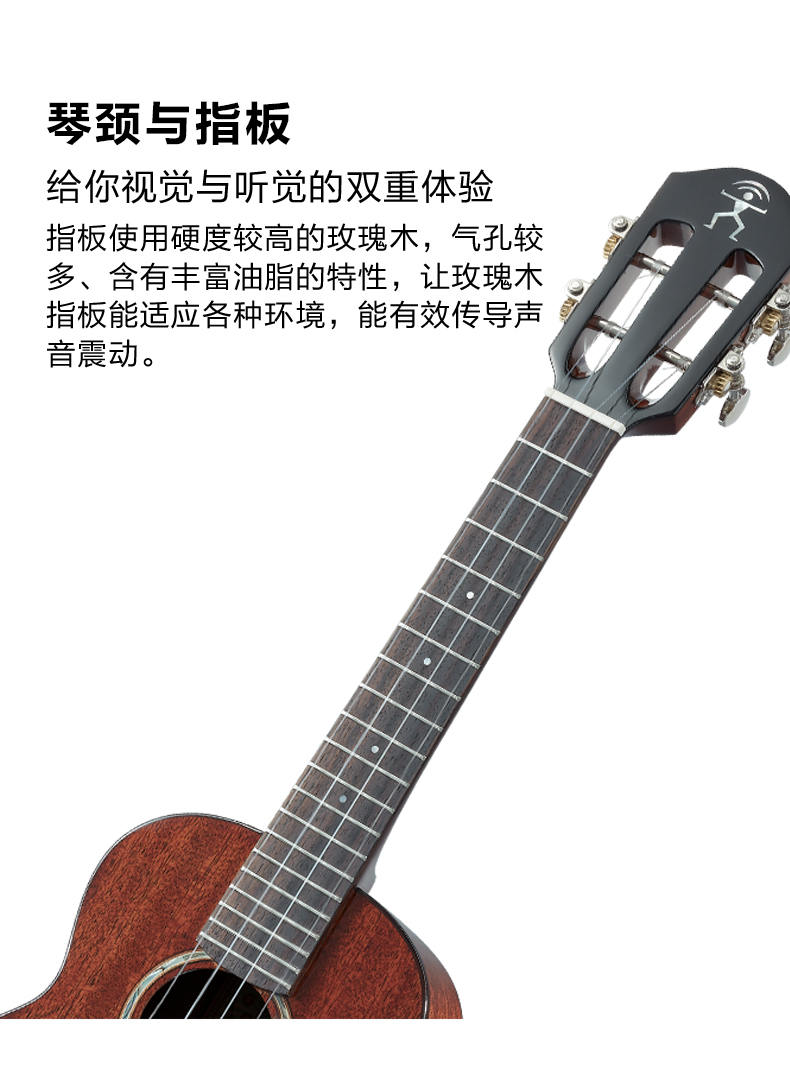 琴颈与指板
给你视觉与听觉的双重体验
指板使用硬度较高的玫瑰木，气孔较
多、含有丰富油脂的特性，让玫瑰木
指板能适应各种环境，能有效传导声
音震动。